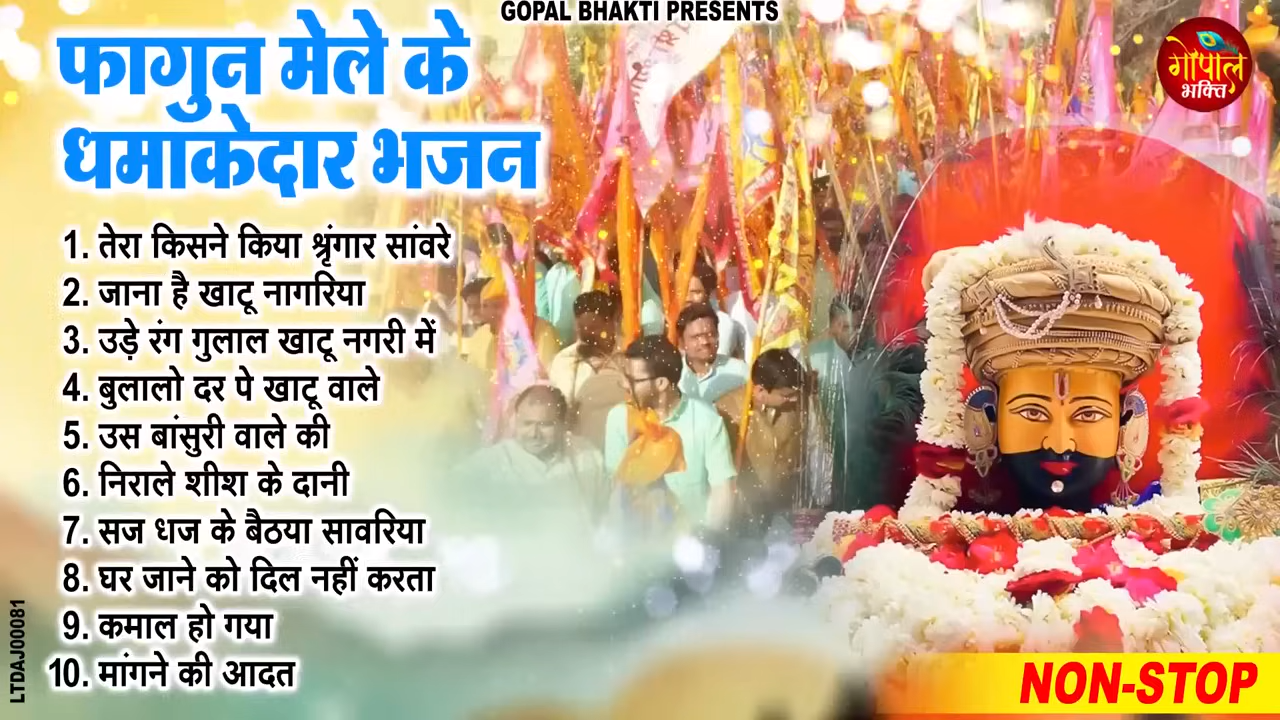 GOPAL BHAKTI PRESENTS
फागुन मेले के
धमाकेदार भजन
गोपाल
भक्ति
1. तेरा किसने किया श्रृंगार सांवरे
2. जाना है खाटू नागरिया
3. उड़े रंग गुलाल खाटू नगरी में
4. बुलालो दर पे खाटू वाले
5. उस बांसुरी वाले की
6. निराले शीश के दानी
7. सज धज के बैठया सावरिया
8. घर जाने को दिल नहीं करता
9. कमाल हो गया
10. मांगने की आदत
LTDAJ00081
NON-STOP